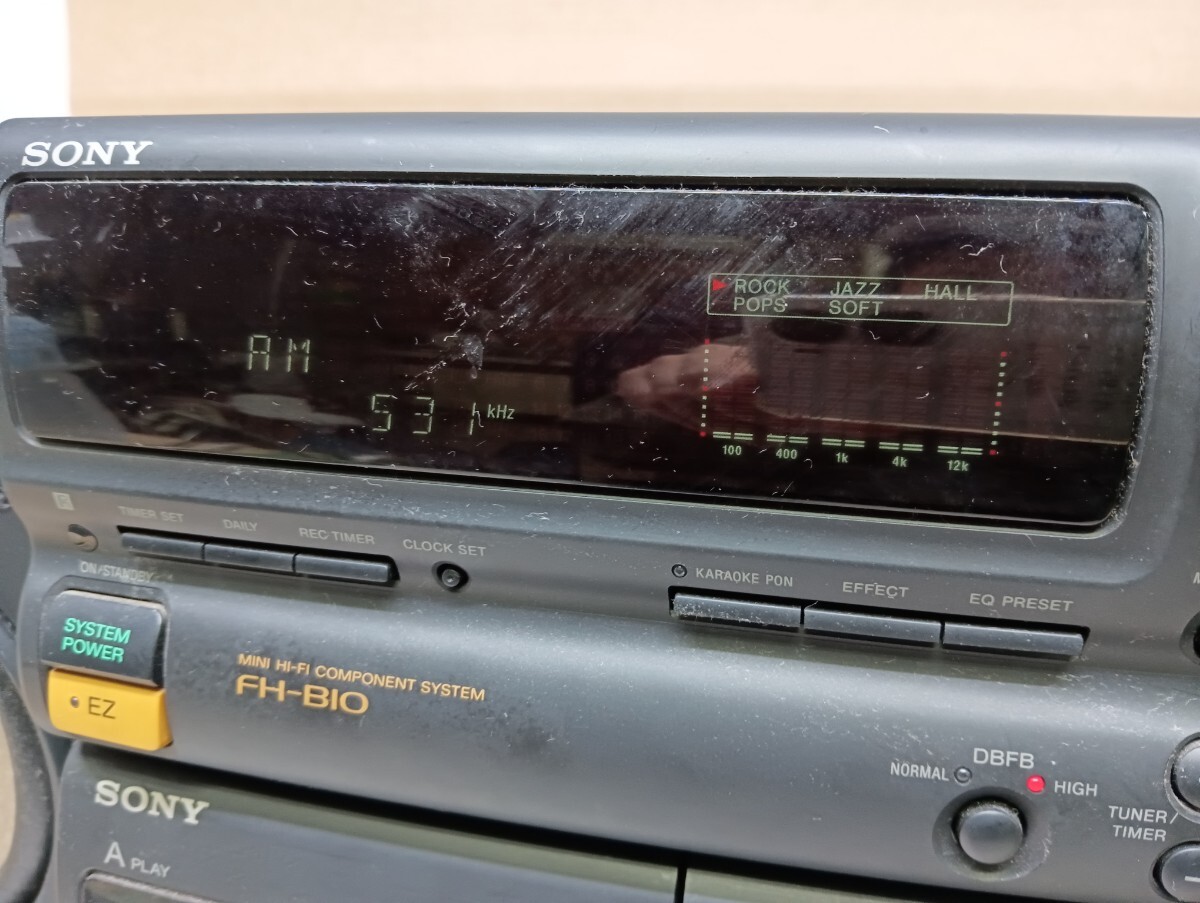 SONY
ROCK JAZZ HALL
POPS SOFT
AM
531 kHz
100 400 1k 4k 12k
TIMER SET DAILY REC TIMER CLOCK SET
ON/STANDBY
KARAOKE PON EFFECT EQ PRESET
SYSTEM
POWER
EZ
MINI HI-FI COMPONENT SYSTEM
FH-B10
DBFB
NORMAL HIGH
TUNER/
TIMER
SONY
A PLAY